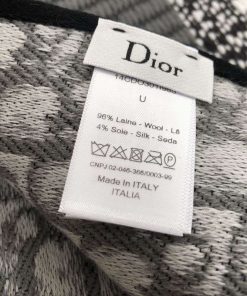 Dior
U
96% Laine - Wool - Lã
4% Soie - Silk - Seda
CNPJ 02-046-368/0003-99
Made in ITALY
ITALIA